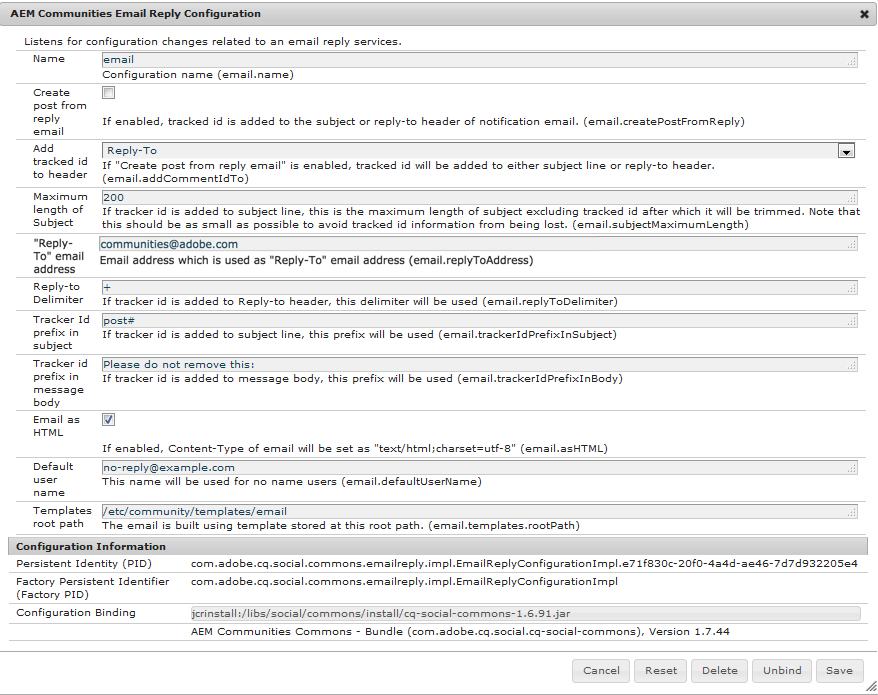 AEM Communities Email Reply Configuration
Listens for configuration changes related to an email reply services.
Name
email
Configuration name (email.name)
Create
post from
reply
email
If enabled, tracked id is added to the subject or reply-to header of notification email. (email.createPostFromReply)
Add
tracked id
to header
Reply-To
If "Create post from reply email" is enabled, tracked id will be added to either subject line or reply-to header.
(email.addCommentIdTo)
Maximum
length of
Subject
200
If tracker id is added to subject line, this is the maximum length of subject excluding tracked id after which it will be trimmed. Note that
this should be as small as possible to avoid tracked id information from being lost. (email.subjectMaximumLength)
"Reply-
To" email
address
communities@adobe.com
Email address which is used as "Reply-To" email address (email.replyToAddress)
Reply-to
Delimiter
+
If tracker id is added to Reply-to header, this delimiter will be used (email.replyToDelimiter)
Tracker Id
prefix in
subject
post#
If tracker id is added to subject line, this prefix will be used (email.trackerIdPrefixInSubject)
Tracker id
prefix in
message
body
Please do not remove this:
If tracker id is added to message body, this prefix will be used (email.trackerIdPrefixInBody)
Email as
HTML
If enabled, Content-Type of email will be set as "text/html;charset=utf-8" (email.asHTML)
Default
user
name
no-reply@example.com
This name will be used for no name users (email.defaultUserName)
Templates
root path
/etc/community/templates/email
The email is built using template stored at this root path. (email.templates.rootPath)
Configuration Information
Persistent Identity (PID)
com.adobe.cq.social.commons.emailreply.impl.EmailReplyConfigurationImpl.e71f830c-20f0-4a4d-ae46-7d7d932205e4
Factory Persistent Identifier
(Factory PID)
com.adobe.cq.social.commons.emailreply.impl.EmailReplyConfigurationImpl
Configuration Binding
jcrinstall:/libs/social/commons/install/cq-social-commons-1.6.91.jar
AEM Communities Commons - Bundle (com.adobe.cq.social.cq-social-commons), Version 1.7.44
Cancel
Reset
Delete
Unbind
Save